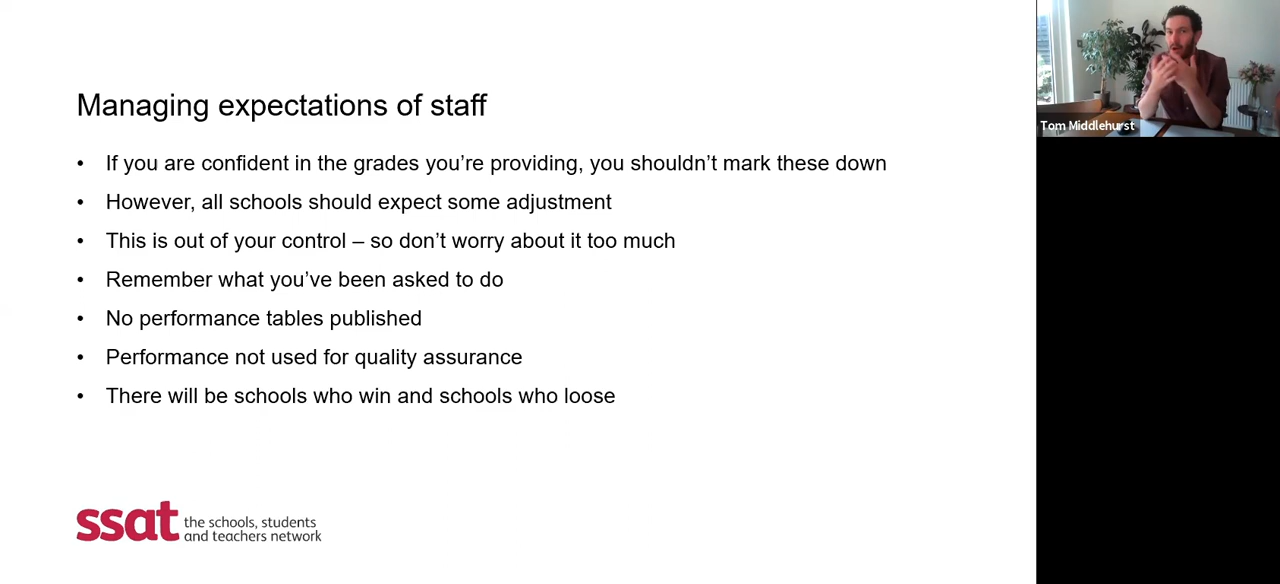 Managing expectations of staff
• If you are confident in the grades you're providing, you shouldn't mark these down
• However, all schools should expect some adjustment
• This is out of your control – so don't worry about it too much
• Remember what you've been asked to do
• No performance tables published
• Performance not used for quality assurance
• There will be schools who win and schools who loose
ssat the schools, students
and teachers network
Tom Middlehurst